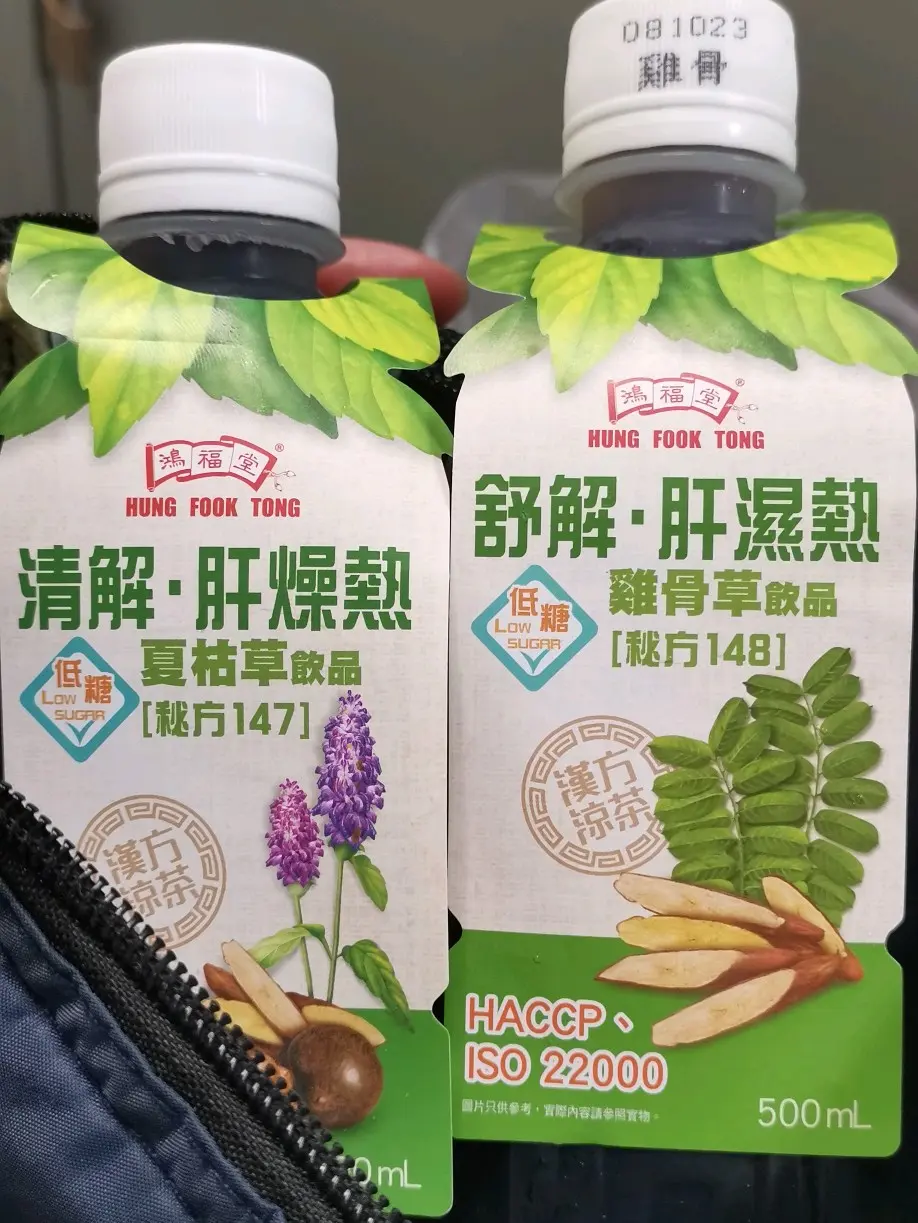 鴻福堂®
HUNG FOOK TONG
清解·肝燥熱
低糖
LOW
SUGAR
夏枯草飲品
[秘方147]
漢方
涼茶
0mL
081023
雞骨
鴻福堂®
HUNG FOOK TONG
舒解·肝濕熱
低糖
LOW
SUGAR
雞骨草飲品
[秘方148]
漢方
涼茶
HACCP、
ISO 22000
圖片只供參考，實際內容請參照實物。
500mL